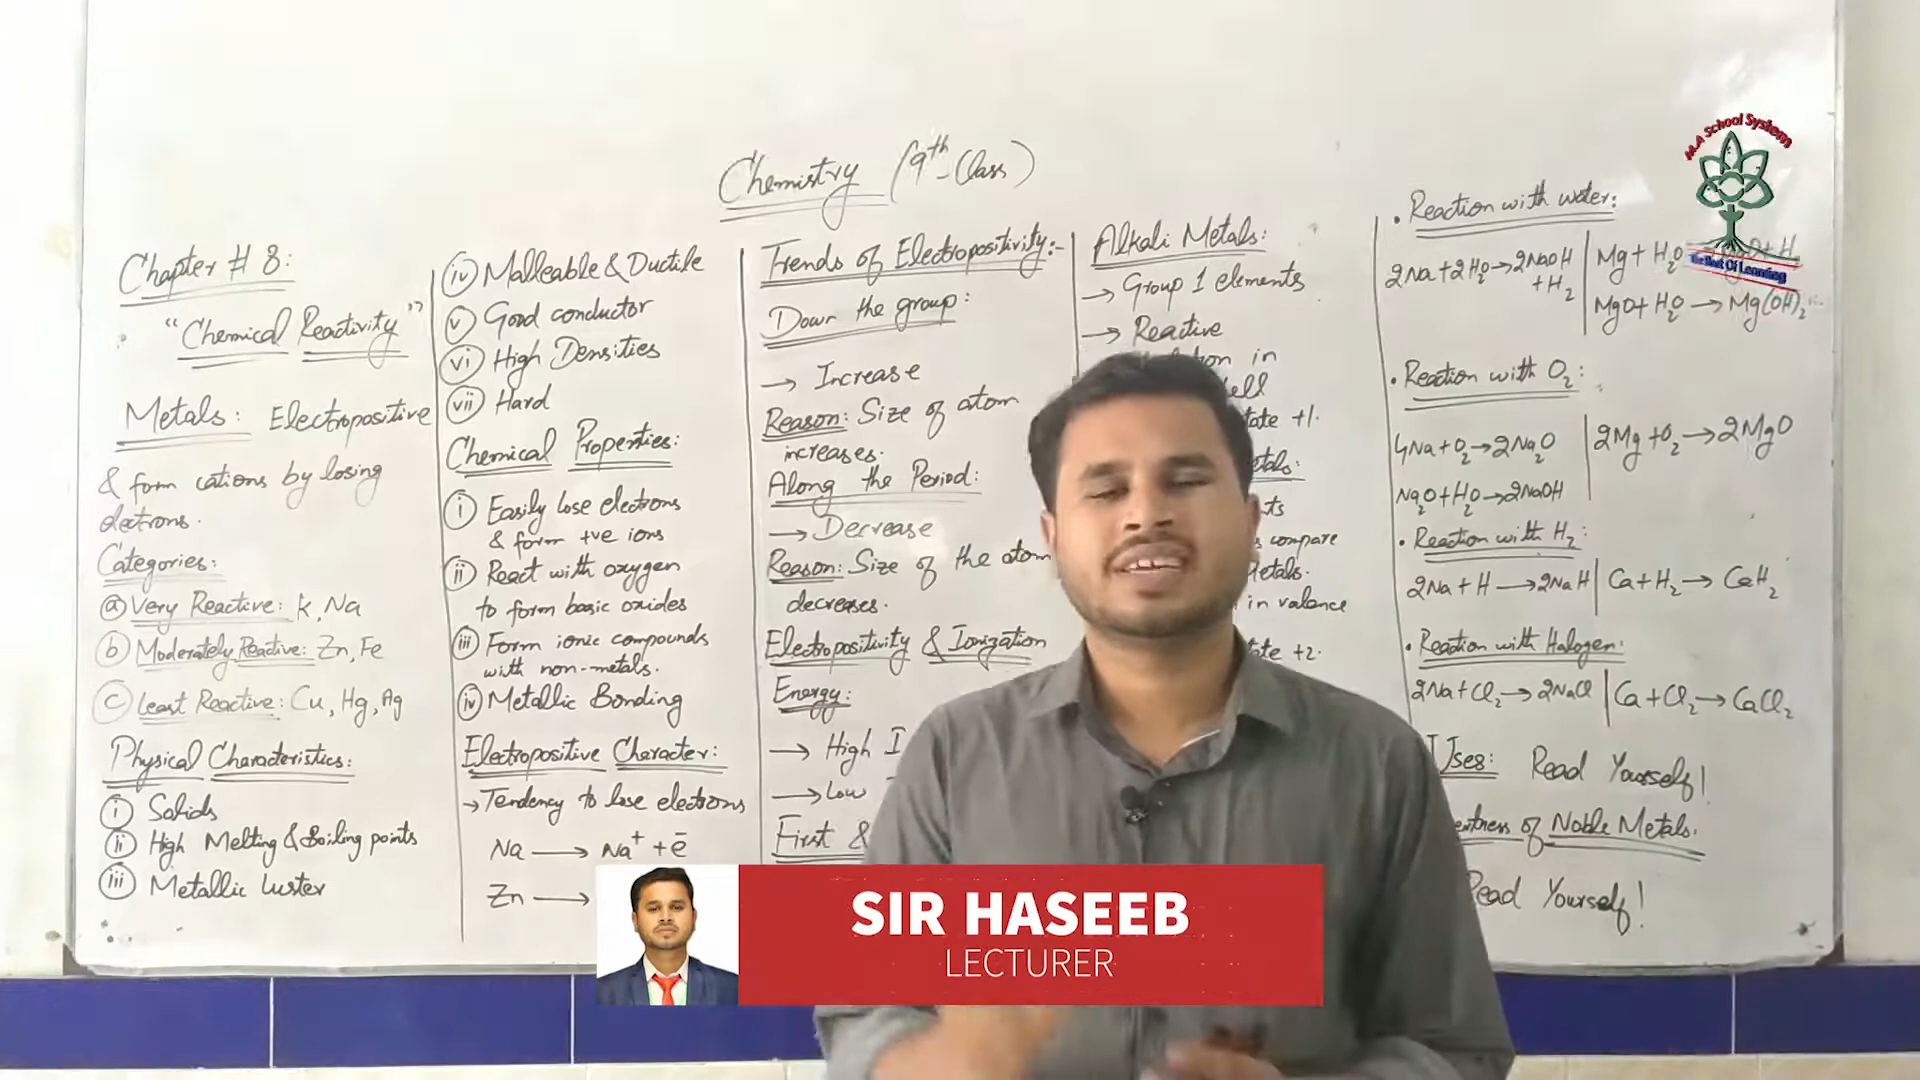 Chemistry (9th-Class)
Chapter # 8:
"Chemical Reactivity"
Metals: Electropositive
& form cations by losing
electrons.
Categories:
(a) Very Reactive: K, Na
(b) Moderately Reactive: Zn, Fe
(c) Least Reactive: Cu, Hg, Ag
Physical Characteristics:
(i) Solids
(ii) High Melting & Boiling points
(iii) Metallic Luster
(iv) Malleable & Ductile
(v) Good conductor
(vi) High Densities
(vii) Hard
Chemical Properties:
(i) Easily lose electrons
& form +ve ions
(ii) React with oxygen
to form basic oxides
(iii) Form ionic compounds
with non-metals.
(iv) Metallic Bonding
Electropositive Character:
→ Tendency to lose electrons
Na → Na⁺ + ē
Zn →
Trends of Electropositivity:-
Down the group:
→ Increase
Reason: Size of atom
increases.
Along the Period:
→ Decrease
Reason: Size of the atom
decreases.
Electropositivity & Ionization
Energy:
→ High I
→ Low
First &
Alkali Metals:
→ Group 1 elements
→ Reactive
in
tate +1.
compare
in valance
tate +2.
• Reaction with water:
2Na + 2H₂O → 2NaOH
+ H₂
Mg + H₂O
MgO + H₂O → Mg(OH)₂
• Reaction with O₂:
4Na + O₂ → 2Na₂O
Na₂O + H₂O → 2NaOH
2Mg + O₂ → 2MgO
• Reaction with H₂:
2Na + H → 2NaH | Ca + H₂ → CaH₂
• Reaction with Halogen:
2Na + Cl₂ → 2NaCl | Ca + Cl₂ → CaCl₂
Uses: Read Yourself!
of Noble Metals.
Read Yourself!
M.A School System
The Best Of Learning
SIR HASEEB
LECTURER